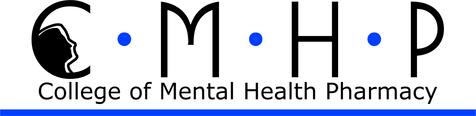 C • M • H • P
College of Mental Health Pharmacy